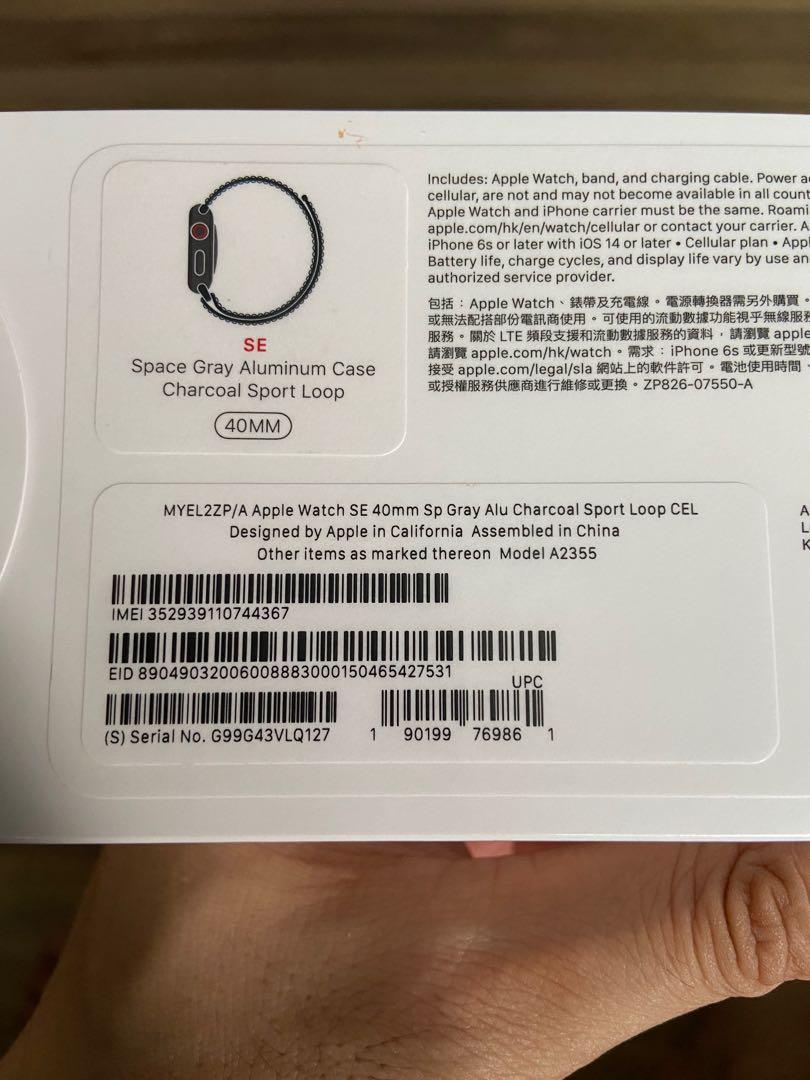 SE
Space Gray Aluminum Case
Charcoal Sport Loop
40MM
Includes: Apple Watch, band, and charging cable. Power
cellular, are not and may not become available in all
Apple Watch and iPhone carrier must be the same.
apple.com/hk/en/watch/cellular or contact your carrier.
iPhone 6s or later with iOS 14 or later • Cellular plan •
Battery life, charge cycles, and display life vary by use
authorized service provider.
包括：Apple Watch、錶帶及充電線。電源轉換器需另外購買。
或無法配搭部份電訊商使用。可使用的流動數據功能視乎無線服務
服務。關於 LTE 頻段支援和流動數據服務的資料，請瀏覽
請瀏覽 apple.com/hk/watch。需求：iPhone 6s 或更新型號
接受 apple.com/legal/sla 網站上的軟件許可。電池使用時間、
或授權服務供應商進行維修或更換。ZP826-07550-A
MYEL2ZP/A Apple Watch SE 40mm Sp Gray Alu Charcoal Sport Loop CEL
Designed by Apple in California Assembled in China
Other items as marked thereon Model A2355
IMEI 352939110744367
EID 89049032006008883000150465427531
UPC
(S) Serial No. G99G43VLQ127
1 90199 76986 1